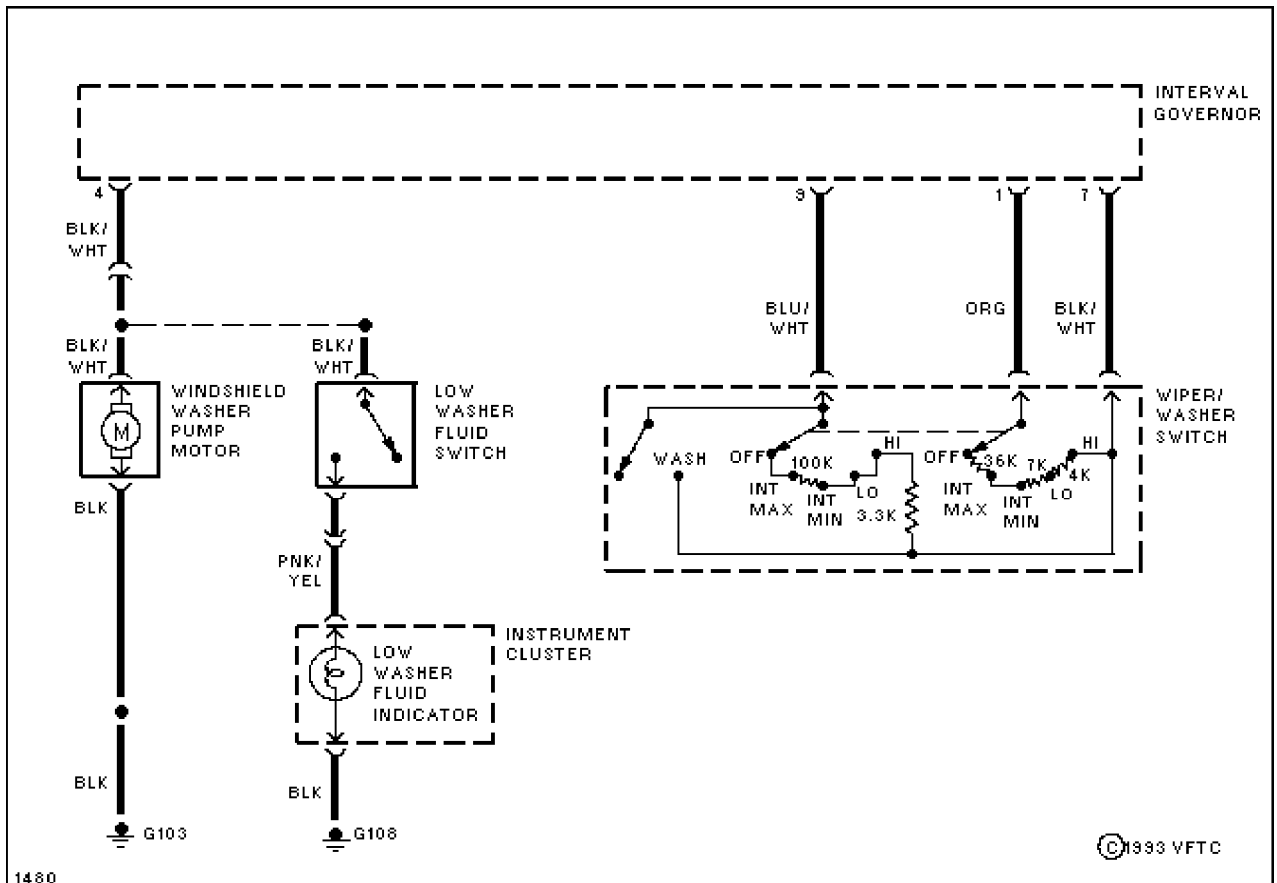 INTERVAL
GOVERNOR
4
9
1
7
BLK/
WHT
BLU/
WHT
ORG
BLK/
WHT
BLK/
WHT
BLK/
WHT
WINDSHIELD
WASHER
PUMP
MOTOR
M
LOW
WASHER
FLUID
SWITCH
WIPER/
WASHER
SWITCH
WASH
OFF
100K
HI
INT
MAX
INT
MIN
LO
3.3K
OFF
36K
7K
HI
4K
INT
MAX
INT
MIN
LO
BLK
PNK/
YEL
INSTRUMENT
CLUSTER
LOW
WASHER
FLUID
INDICATOR
BLK
BLK
G103
G108
©1993 VFTC
1480